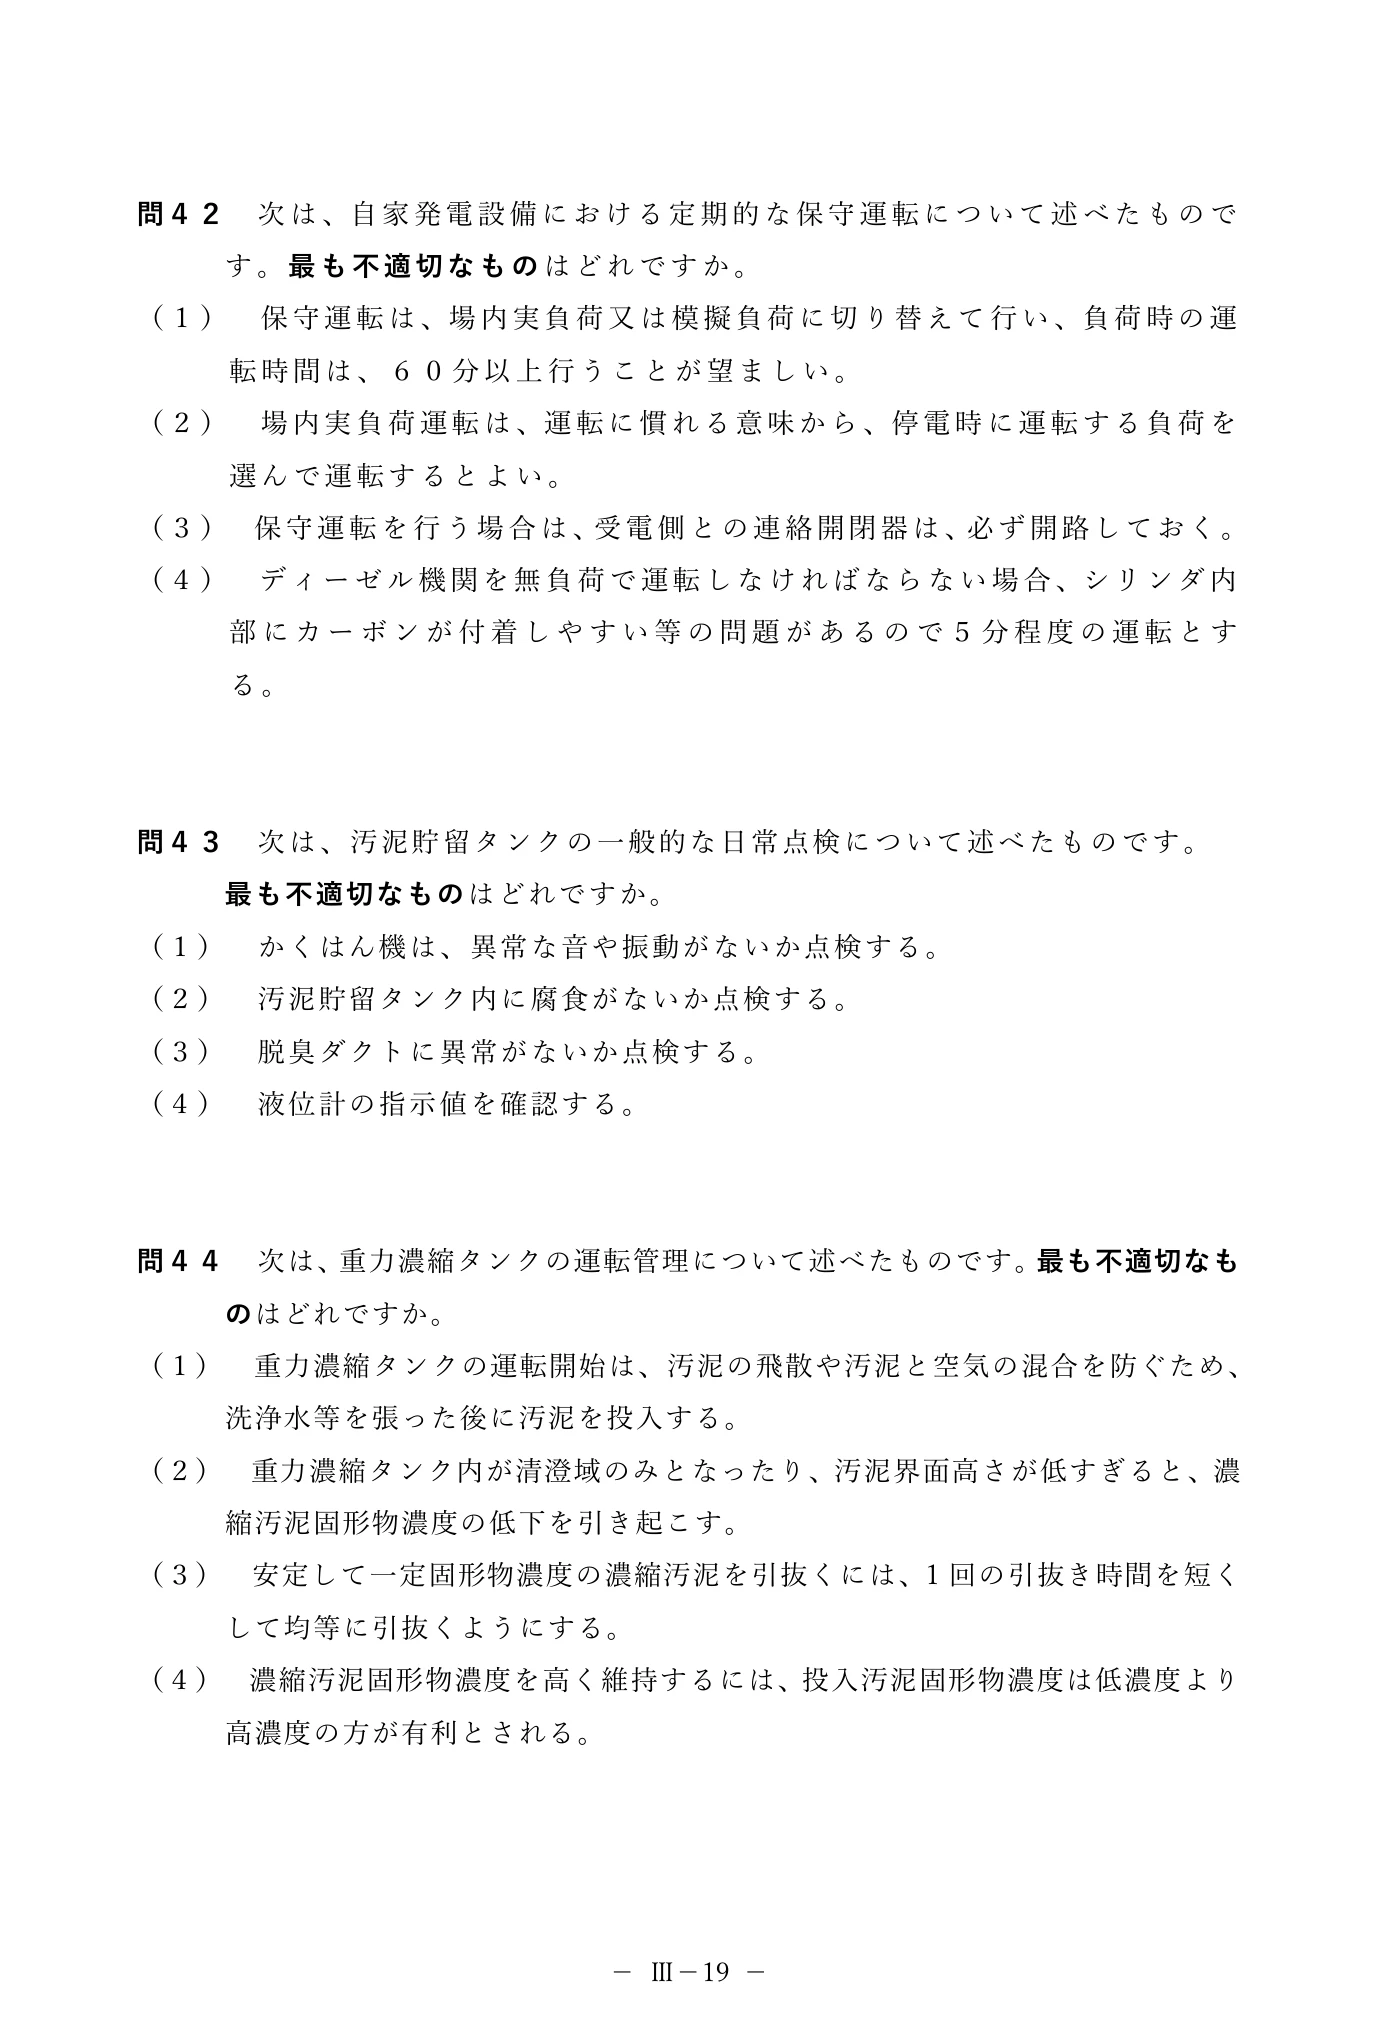 問42　次は、自家発電設備における定期的な保守運転について述べたもので
す。最も不適切なものはどれですか。
（1）　保守運転は、場内実負荷又は模擬負荷に切り替えて行い、負荷時の運
転時間は、60分以上行うことが望ましい。
（2）　場内実負荷運転は、運転に慣れる意味から、停電時に運転する負荷を
選んで運転するとよい。
（3）　保守運転を行う場合は、受電側との連絡開閉器は、必ず開路しておく。
（4）　ディーゼル機関を無負荷で運転しなければならない場合、シリンダ内
部にカーボンが付着しやすい等の問題があるので5分程度の運転とす
る。
問43　次は、汚泥貯留タンクの一般的な日常点検について述べたものです。
最も不適切なものはどれですか。
（1）　かくはん機は、異常な音や振動がないか点検する。
（2）　汚泥貯留タンク内に腐食がないか点検する。
（3）　脱臭ダクトに異常がないか点検する。
（4）　液位計の指示値を確認する。
問44　次は、重力濃縮タンクの運転管理について述べたものです。最も不適切なも
のはどれですか。
（1）　重力濃縮タンクの運転開始は、汚泥の飛散や汚泥と空気の混合を防ぐため、
洗浄水等を張った後に汚泥を投入する。
（2）　重力濃縮タンク内が清澄域のみとなったり、汚泥界面高さが低すぎると、濃
縮汚泥固形物濃度の低下を引き起こす。
（3）　安定して一定固形物濃度の濃縮汚泥を引抜くには、1回の引抜き時間を短く
して均等に引抜くようにする。
（4）　濃縮汚泥固形物濃度を高く維持するには、投入汚泥固形物濃度は低濃度より
高濃度の方が有利とされる。
－ Ⅲ－19 －